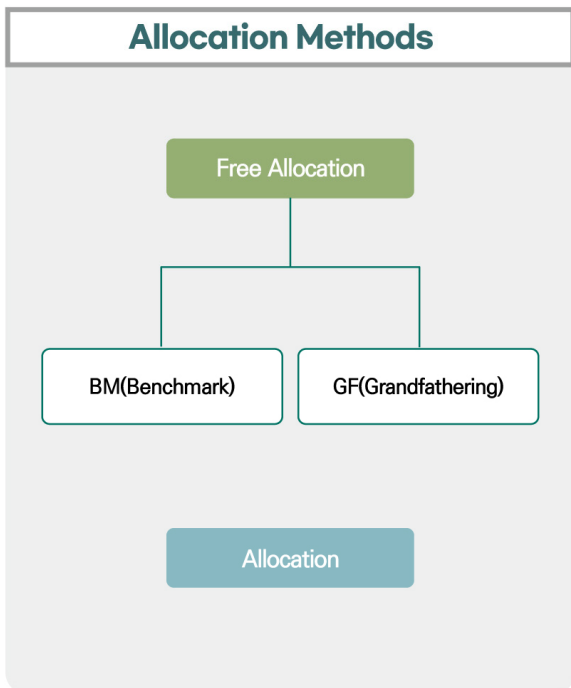 Allocation Methods
Free Allocation
BM(Benchmark)
GF(Grandfathering)
Allocation